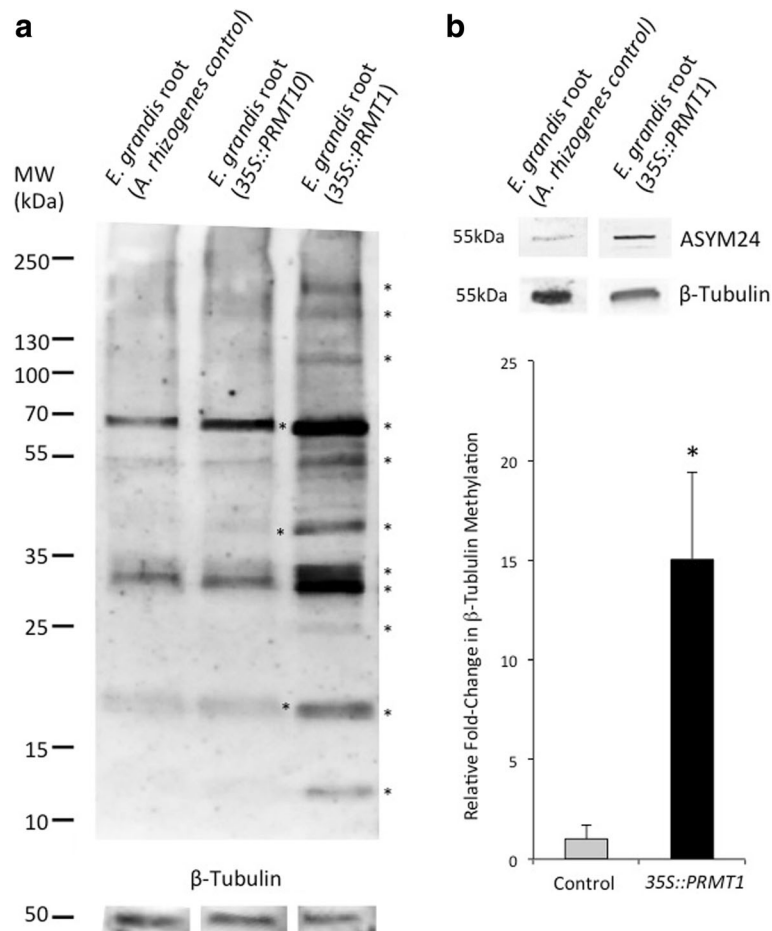 a
E. grandis root
(A. rhizogenes control)
E. grandis root
(35S::PRMT10)
E. grandis root
(35S::PRMT1)
MW
(kDa)
250
130
100
70
55
35
25
15
10
*
*
*
*
*
*
*
*
*
*
*
*
*
*
β-Tubulin
50
b
E. grandis root
(A. rhizogenes control)
E. grandis root
(35S::PRMT1)
55kDa
ASYM24
55kDa
β-Tubulin
Relative Fold-Change in β-Tublulin Methylation
25
20
15
10
5
0
*
Control
35S::PRMT1